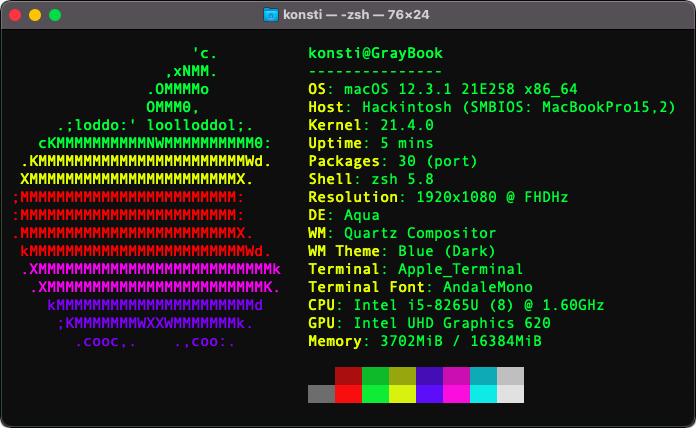 konsti — -zsh — 76×24
'c.
,xNMM.
.OMMMMo
OMMM0,
.;loddo:' loolloddol;.
cKMMMMMMMMMMNWMMMMMMMMMM0:
.KMMMMMMMMMMMMMMMMMMMMMMMWd.
XMMMMMMMMMMMMMMMMMMMMMMMX.
;MMMMMMMMMMMMMMMMMMMMMMMM:
:MMMMMMMMMMMMMMMMMMMMMMMM:
.MMMMMMMMMMMMMMMMMMMMMMMMX.
kMMMMMMMMMMMMMMMMMMMMMMMMWd.
.XMMMMMMMMMMMMMMMMMMMMMMMMMMk
.XMMMMMMMMMMMMMMMMMMMMMMMMK.
kMMMMMMMMMMMMMMMMMMMMMMd
;KMMMMMMMWXXWMMMMMMMk.
.cooc,.    .,coo:.
konsti@GrayBook
---------------
OS: macOS 12.3.1 21E258 x86_64
Host: Hackintosh (SMBIOS: MacBookPro15,2)
Kernel: 21.4.0
Uptime: 5 mins
Packages: 30 (port)
Shell: zsh 5.8
Resolution: 1920x1080 @ FHDHz
DE: Aqua
WM: Quartz Compositor
WM Theme: Blue (Dark)
Terminal: Apple_Terminal
Terminal Font: AndaleMono
CPU: Intel i5-8265U (8) @ 1.60GHz
GPU: Intel UHD Graphics 620
Memory: 3702MiB / 16384MiB